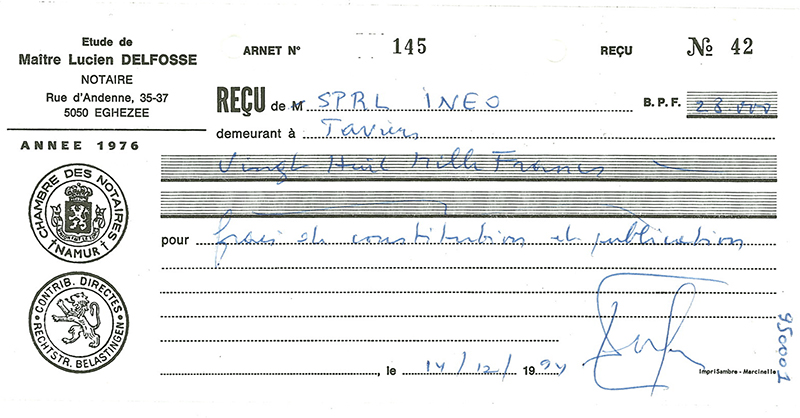 Etude de
Maître Lucien DELFOSSE
NOTAIRE
Rue d'Andenne, 35-37
5050 EGHEZEE
ANNEE 1976
CHAMBRE DES NOTAIRES
NAMUR
CONTRIB. DIRECTES
RECHTSTR. BELASTINGEN
ARNET N° 145 REÇU № 42
REÇU de M SPRL INEO B.P.F. 28 000
demeurant à Taviers
Vingt Huit Mille Francs
pour frais de constitution et publication
, le 14/12/1994
950001
ImpriSambre - Marcinelle